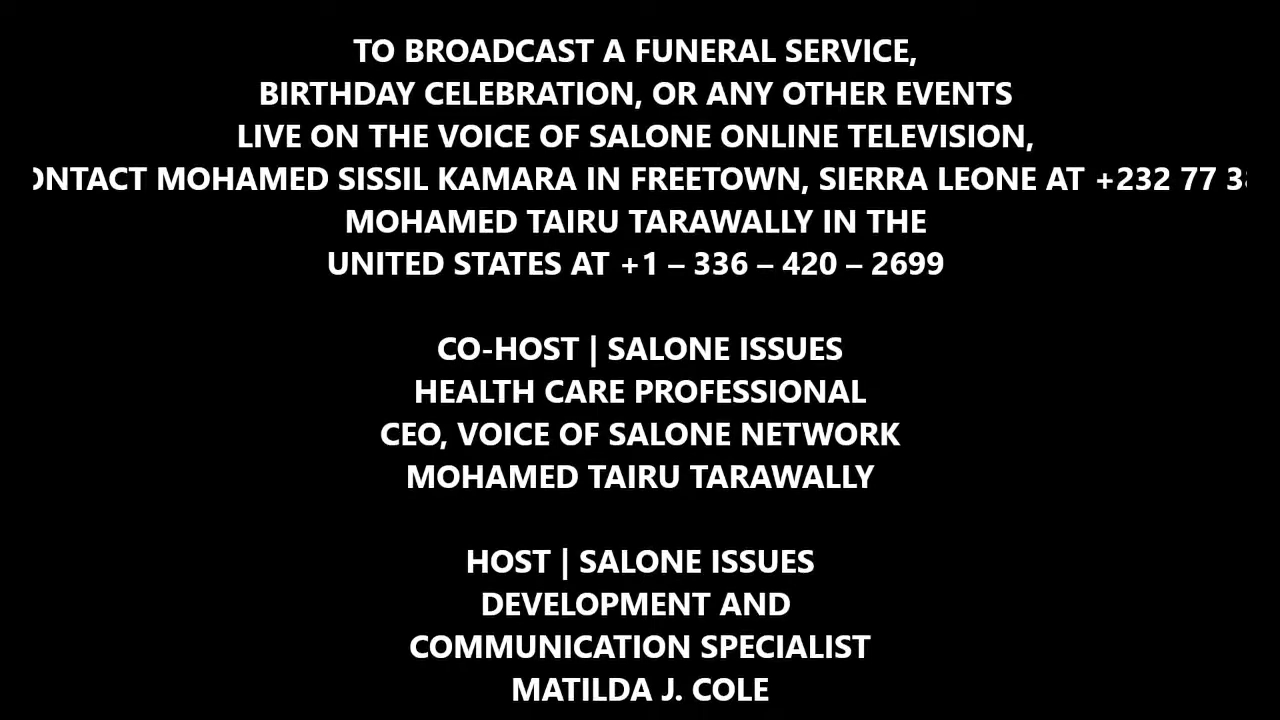 TO BROADCAST A FUNERAL SERVICE,
BIRTHDAY CELEBRATION, OR ANY OTHER EVENTS
LIVE ON THE VOICE OF SALONE ONLINE TELEVISION,
MOHAMED SISSIL KAMARA IN FREETOWN, SIERRA LEONE AT +232 77
MOHAMED TAIRU TARAWALLY IN THE
UNITED STATES AT +1 – 336 – 420 – 2699
CO-HOST | SALONE ISSUES
HEALTH CARE PROFESSIONAL
CEO, VOICE OF SALONE NETWORK
MOHAMED TAIRU TARAWALLY
HOST | SALONE ISSUES
DEVELOPMENT AND
COMMUNICATION SPECIALIST
MATILDA J. COLE